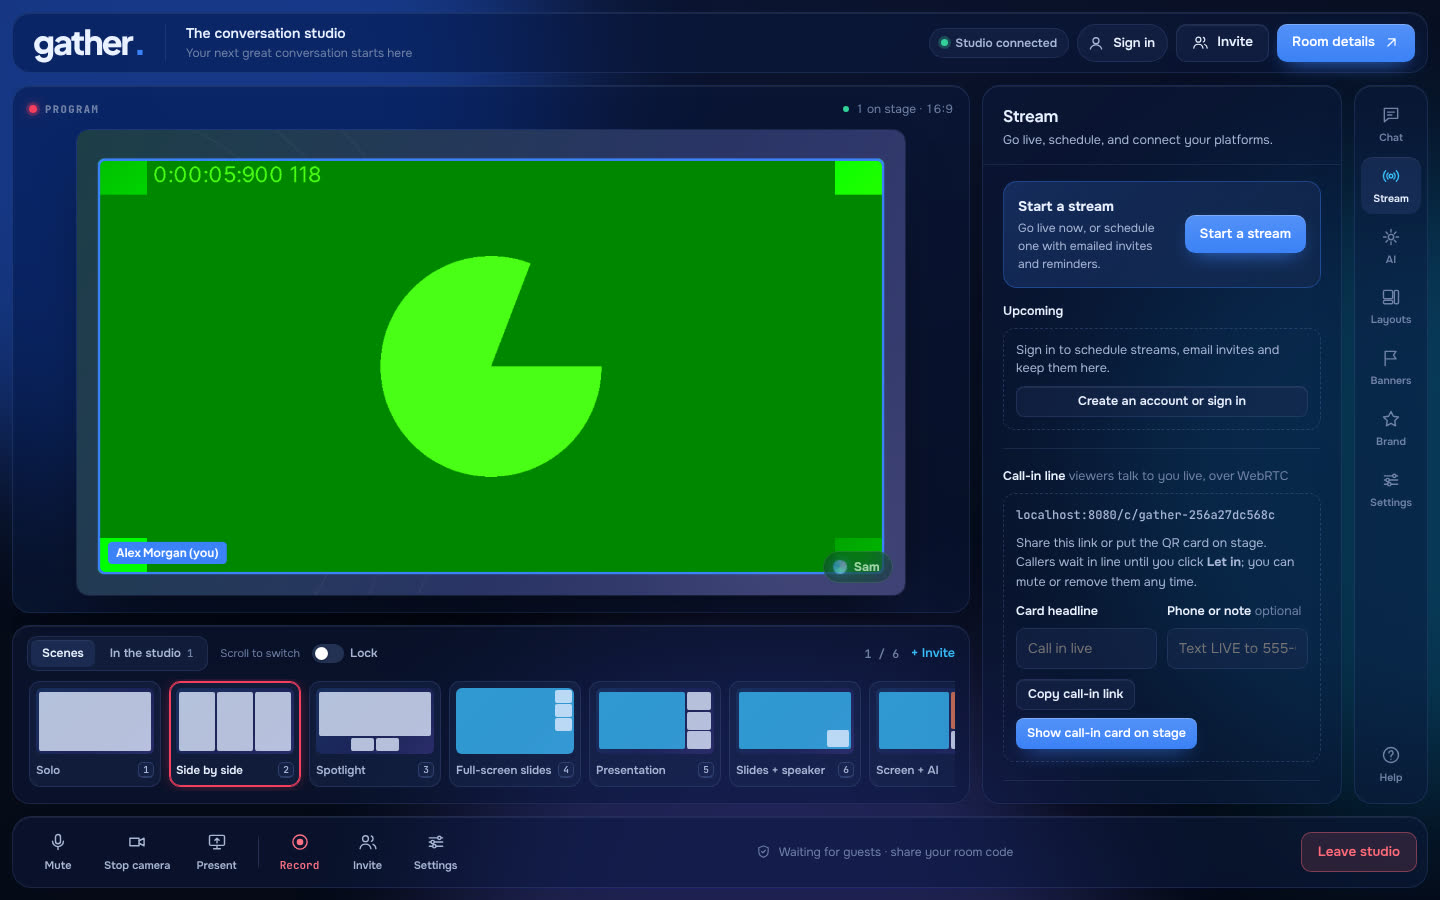 gather.
The conversation studio
Your next great conversation starts here
Studio connected
Sign in
Invite
Room details
PROGRAM
1 on stage · 16:9
0:00:05:900 118
Alex Morgan (you)
Sam
Scenes
In the studio 1
Scroll to switch
Lock
1 / 6
+ Invite
Solo 1
Side by side 2
Spotlight 3
Full-screen slides 4
Presentation 5
Slides + speaker 6
Screen + AI
Stream
Go live, schedule, and connect your platforms.
Start a stream
Go live now, or schedule
one with emailed invites
and reminders.
Start a stream
Upcoming
Sign in to schedule streams, email invites and
keep them here.
Create an account or sign in
Call-in line viewers talk to you live, over WebRTC
localhost:8080/c/gather-256a27dc568c
Share this link or put the QR card on stage.
Callers wait in line until you click Let in; you can
mute or remove them any time.
Card headline
Phone or note optional
Call in live
Text LIVE to 555-
Copy call-in link
Show call-in card on stage
Chat
Stream
AI
Layouts
Banners
Brand
Settings
Help
Mute
Stop camera
Present
Record
Invite
Settings
Waiting for guests · share your room code
Leave studio